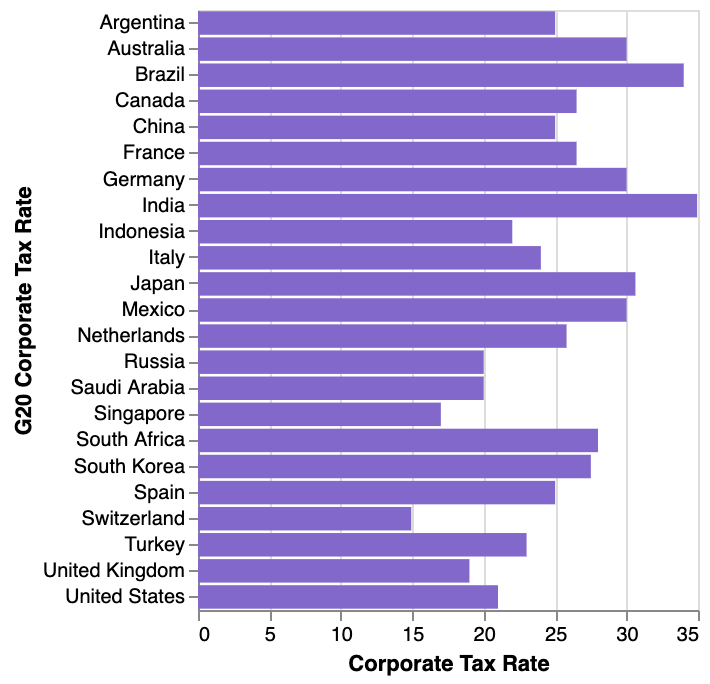 G20 Corporate Tax Rate
Argentina
Australia
Brazil
Canada
China
France
Germany
India
Indonesia
Italy
Japan
Mexico
Netherlands
Russia
Saudi Arabia
Singapore
South Africa
South Korea
Spain
Switzerland
Turkey
United Kingdom
United States
0 5 10 15 20 25 30 35
Corporate Tax Rate